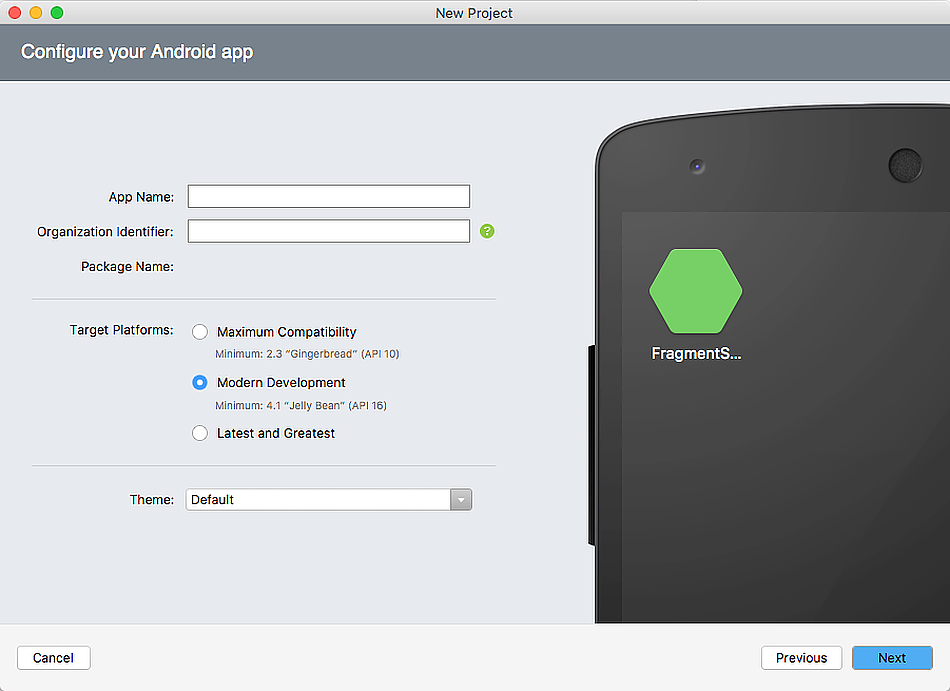 New Project
Configure your Android app
App Name:
Organization Identifier:
?
Package Name:
Target Platforms:
Maximum Compatibility
Minimum: 2.3 “Gingerbread” (API 10)
Modern Development
Minimum: 4.1 “Jelly Bean” (API 16)
Latest and Greatest
Theme:
Default
FragmentS...
Cancel
Previous
Next